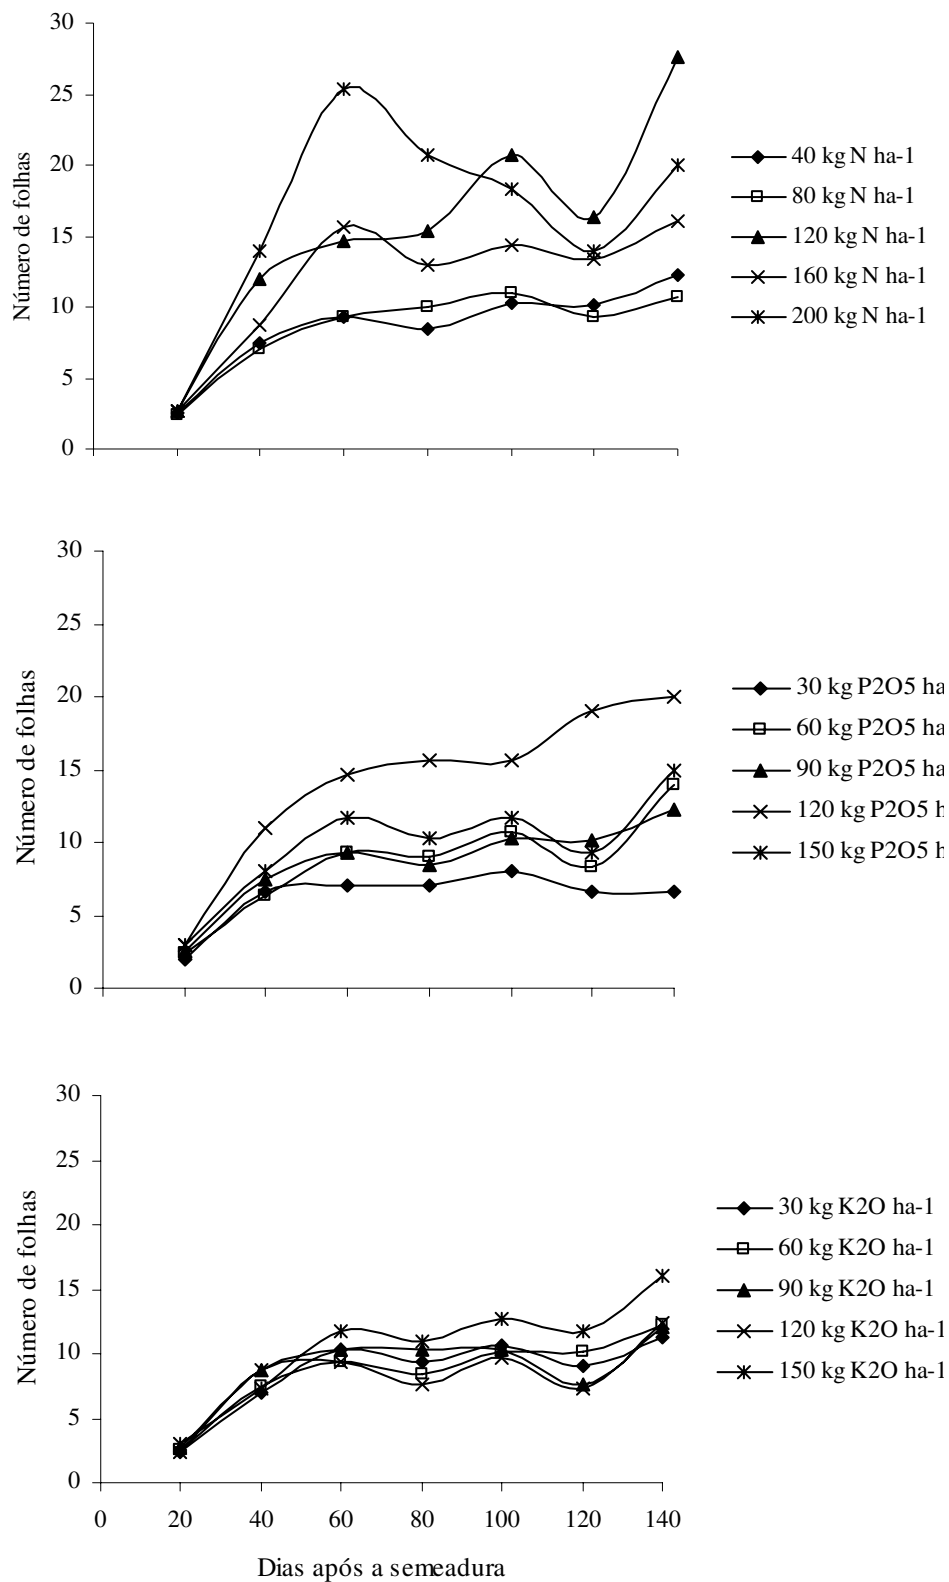 30
25
20
15
10
5
0
Número de folhas
40 kg N ha-1
80 kg N ha-1
120 kg N ha-1
160 kg N ha-1
200 kg N ha-1
30
25
20
15
10
5
0
Número de folhas
30 kg P2O5 ha
60 kg P2O5 ha
90 kg P2O5 ha
120 kg P2O5 h
150 kg P2O5 h
30
25
20
15
10
5
0
Número de folhas
30 kg K2O ha-1
60 kg K2O ha-1
90 kg K2O ha-1
120 kg K2O ha-1
150 kg K2O ha-1
0 20 40 60 80 100 120 140
Dias após a semeadura